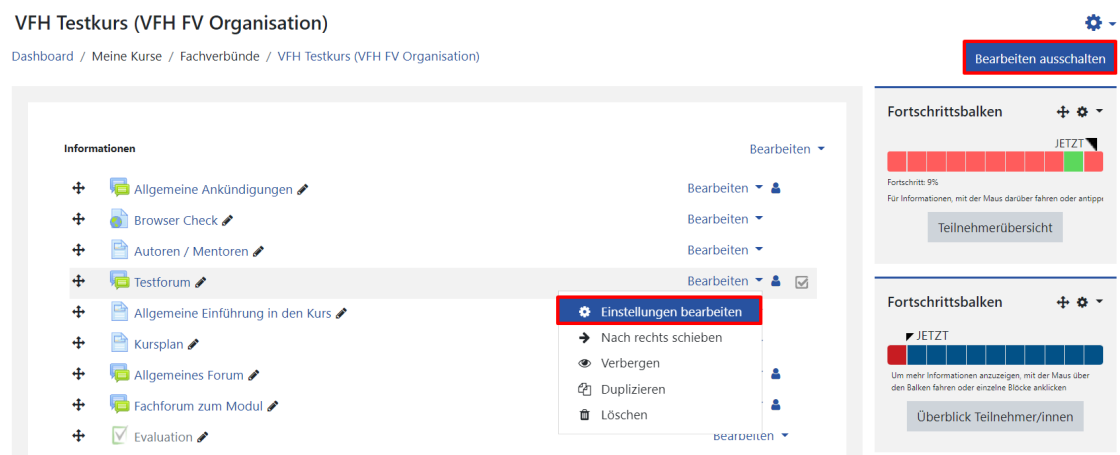 VFH Testkurs (VFH FV Organisation)
Dashboard / Meine Kurse / Fachverbünde / VFH Testkurs (VFH FV Organisation)
Bearbeiten ausschalten
Informationen
Bearbeiten
Allgemeine Ankündigungen
Bearbeiten
Browser Check
Bearbeiten
Autoren / Mentoren
Bearbeiten
Testforum
Bearbeiten
Allgemeine Einführung in den Kurs
Kursplan
Allgemeines Forum
Fachforum zum Modul
Evaluation
Bearbeiten
Einstellungen bearbeiten
Nach rechts schieben
Verbergen
Duplizieren
Löschen
Fortschrittsbalken
JETZT
Fortschritt: 9%
Für Informationen, mit der Maus darüber fahren oder antippe
Teilnehmerübersicht
Fortschrittsbalken
JETZT
Um mehr Informationen anzuzeigen, mit der Maus über
den Balken fahren oder einzelne Blöcke anklicken
Überblick Teilnehmer/innen